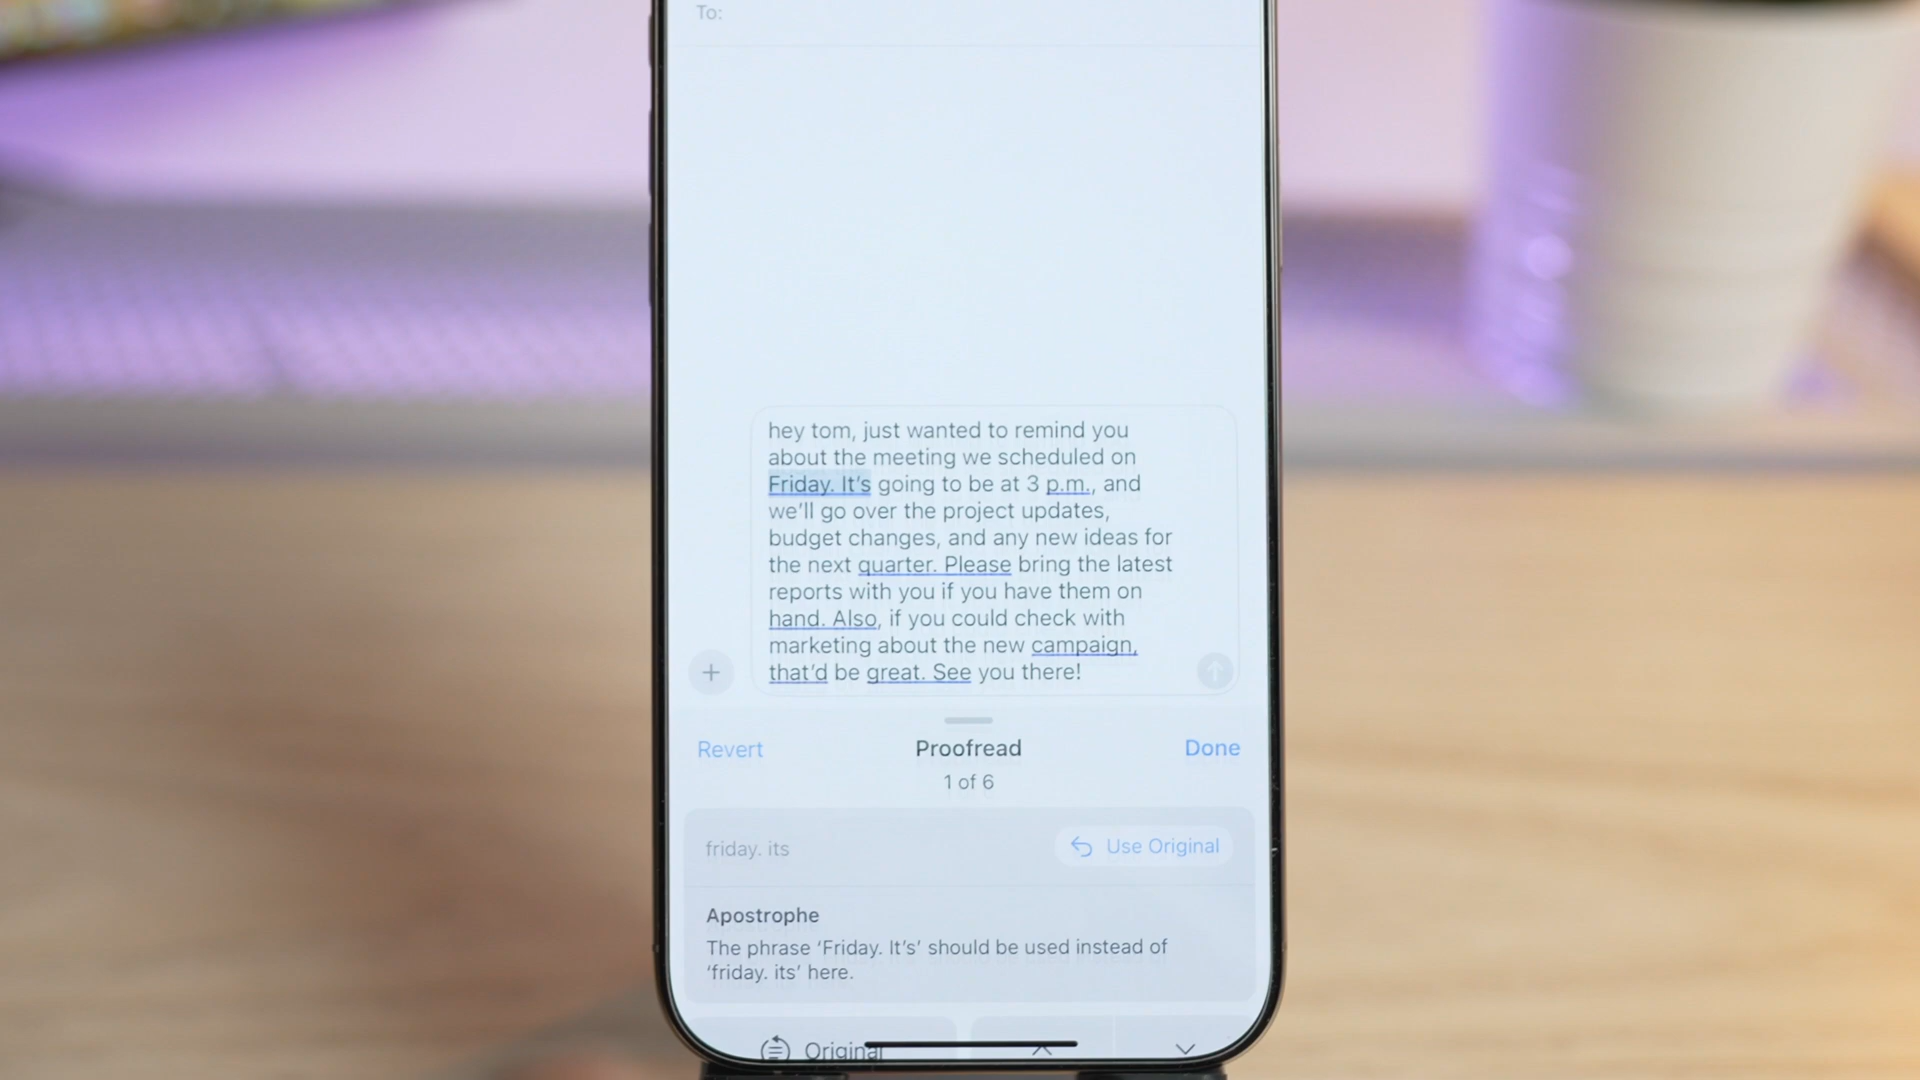 To:
hey tom, just wanted to remind you
about the meeting we scheduled on
Friday. It’s going to be at 3 p.m., and
we’ll go over the project updates,
budget changes, and any new ideas for
the next quarter. Please bring the latest
reports with you if you have them on
hand. Also, if you could check with
marketing about the new campaign,
that’d be great. See you there!
Revert
Proofread
Done
1 of 6
friday. its
Use Original
Apostrophe
The phrase ‘Friday. It’s’ should be used instead of
‘friday. its’ here.
Original